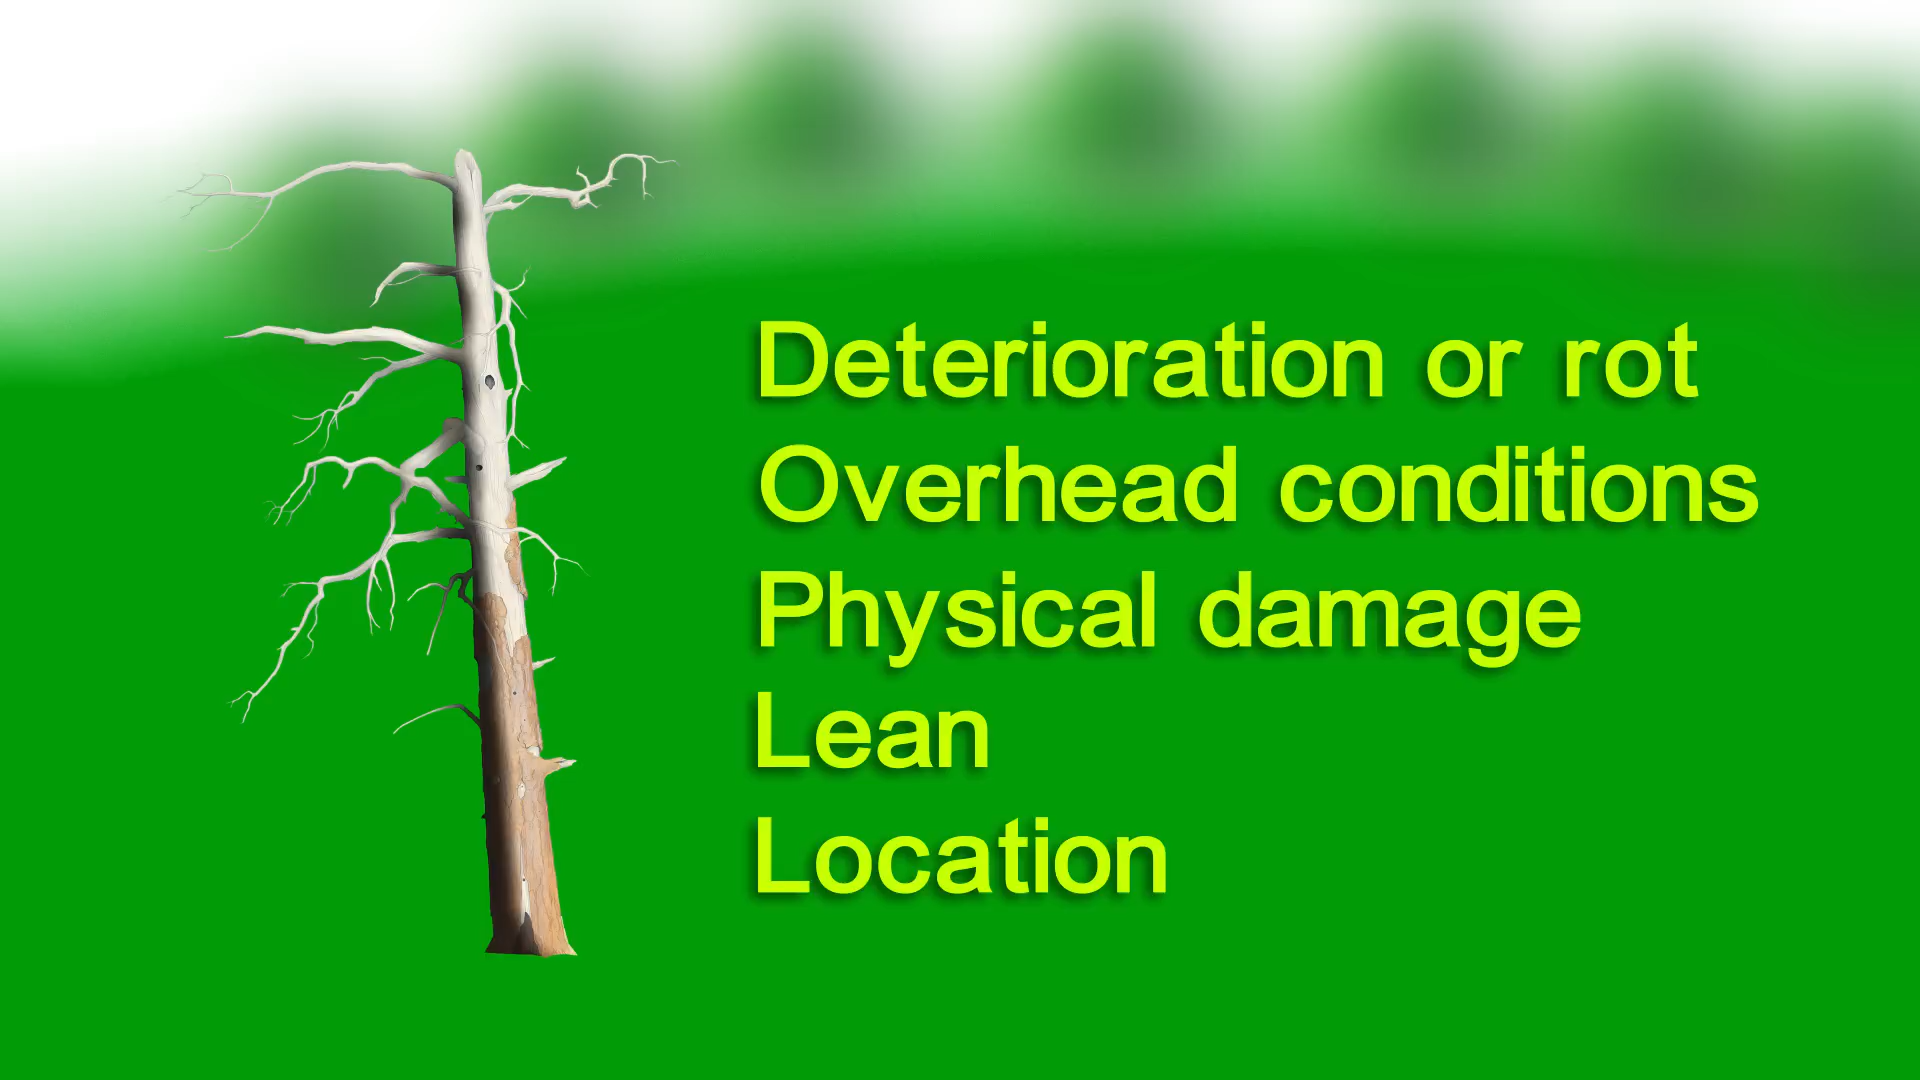 Deterioration or rot
Overhead conditions
Physical damage
Lean
Location